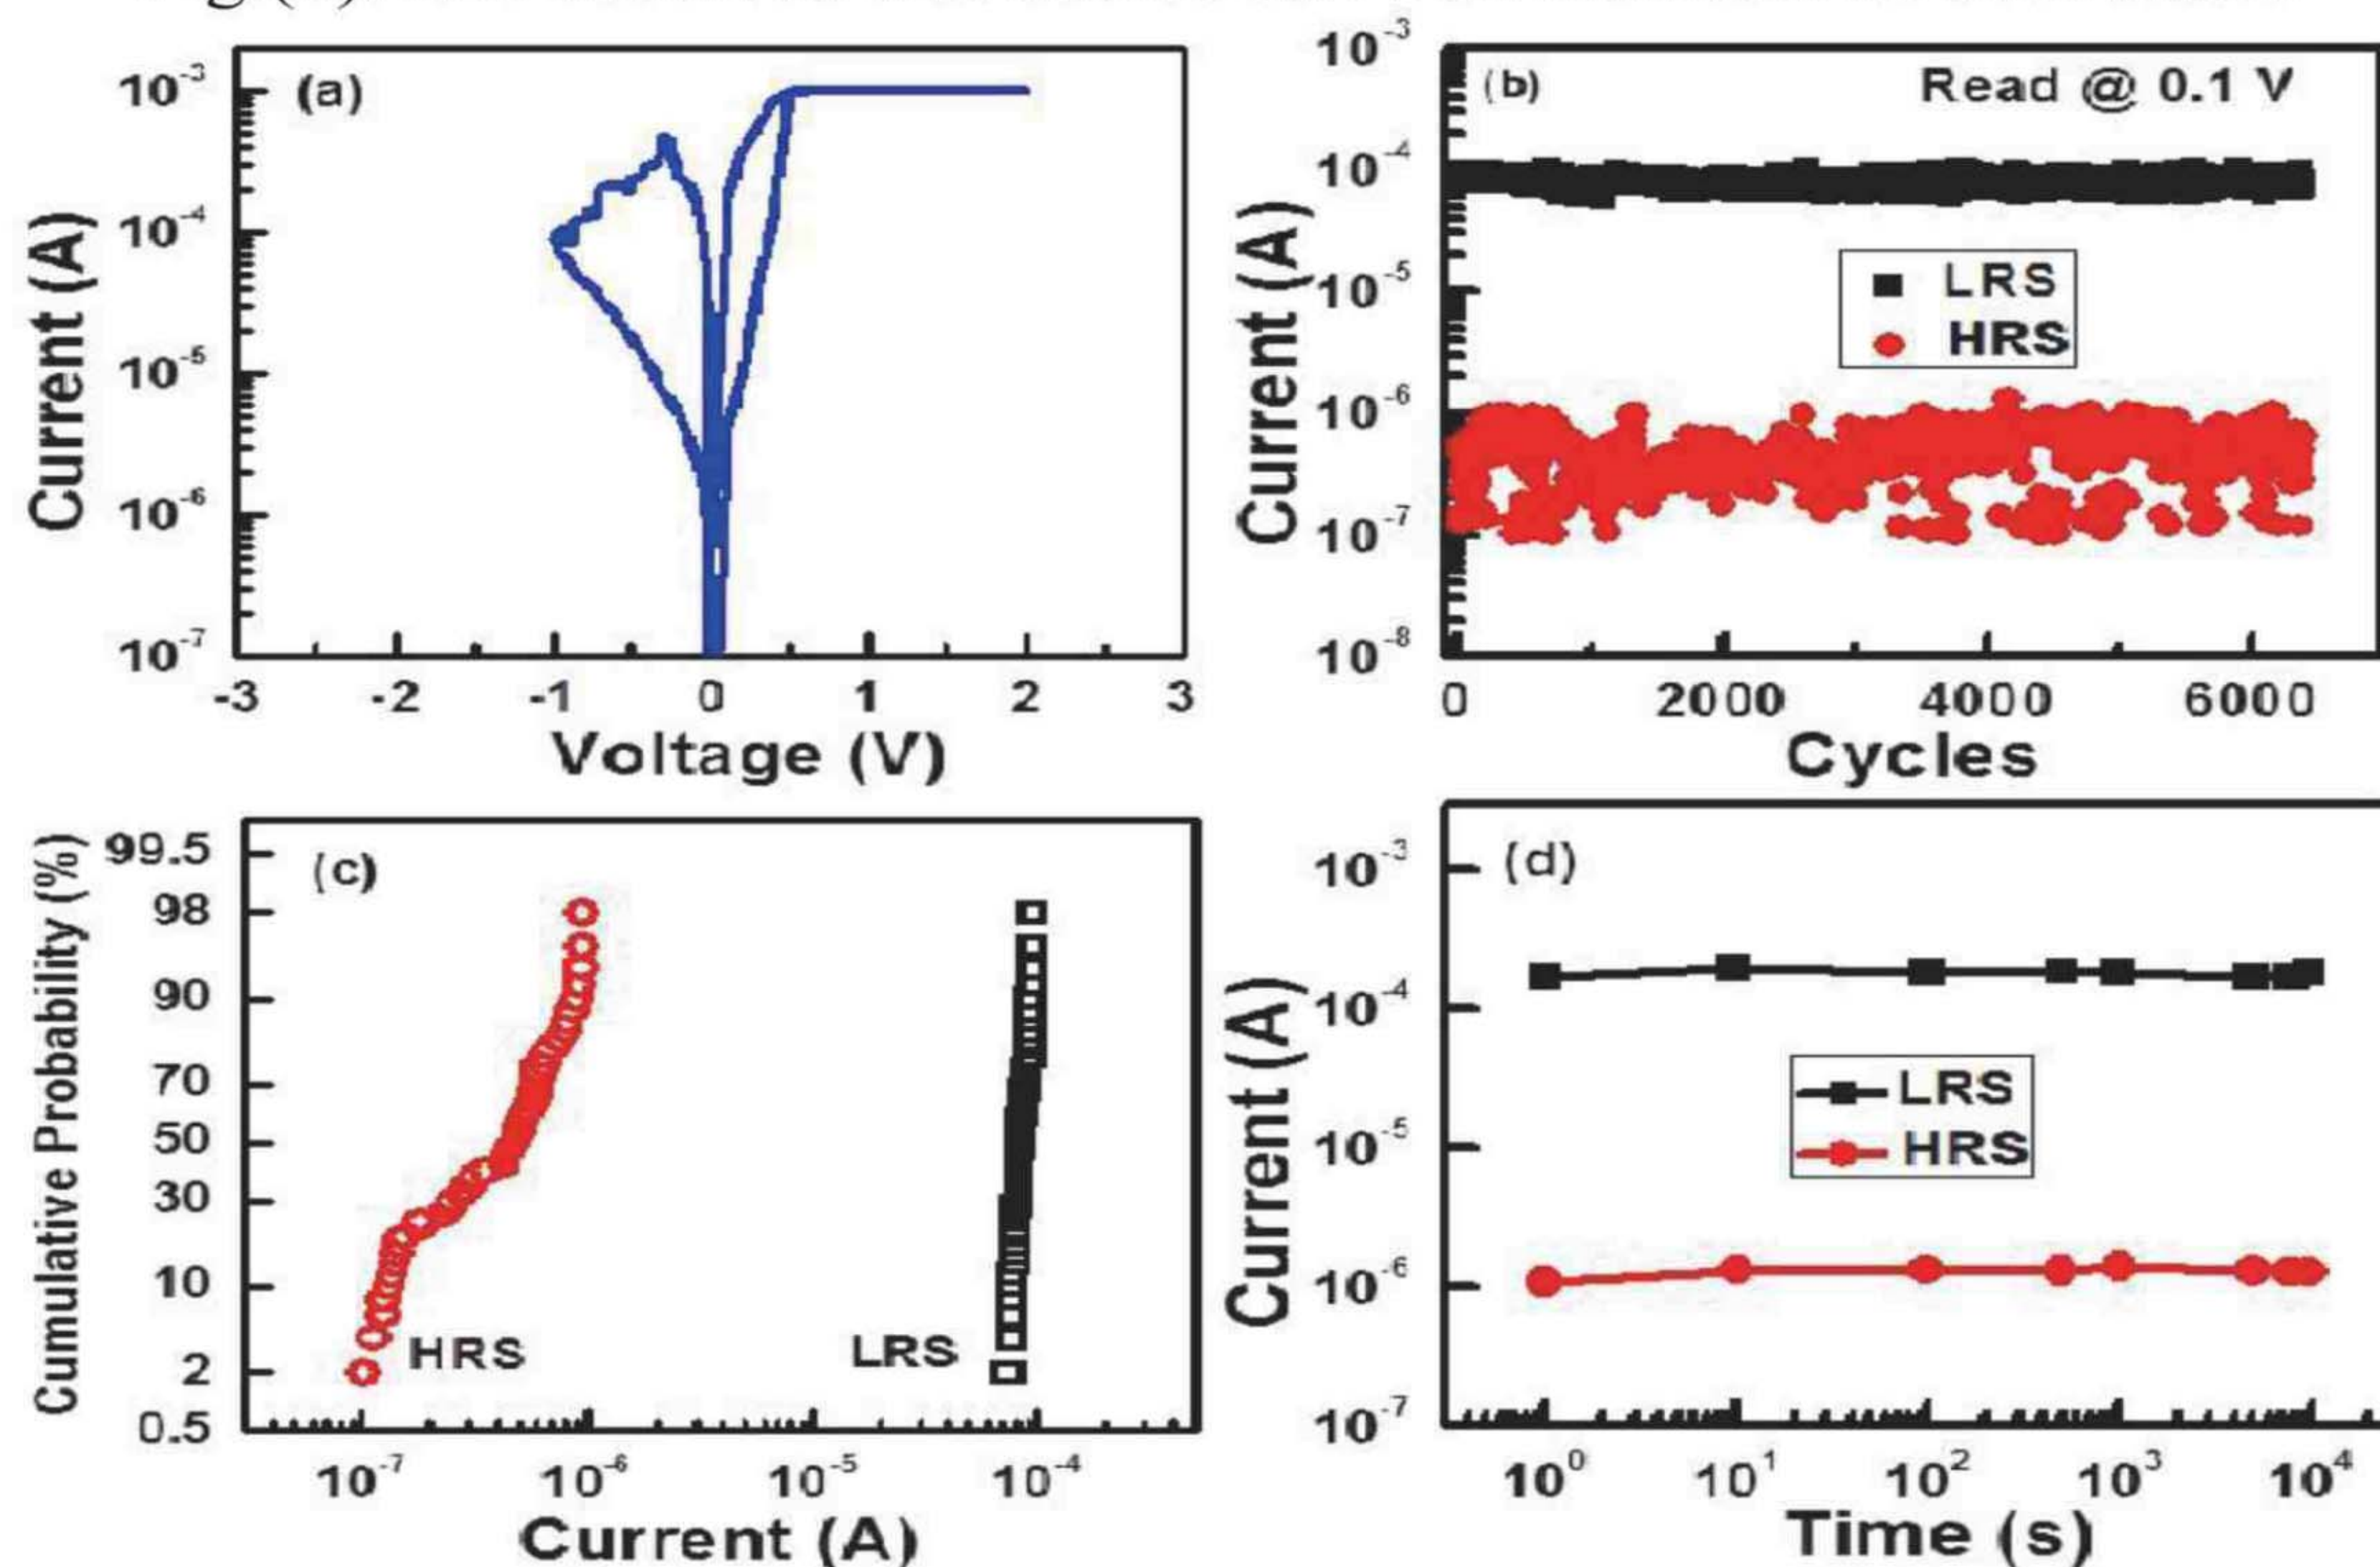 (a)
10⁻³
10⁻⁴
10⁻⁵
10⁻⁶
10⁻⁷
Current (A)
-3 -2 -1 0 1 2 3
Voltage (V)
(b) Read @ 0.1 V
10⁻³
10⁻⁴
10⁻⁵
10⁻⁶
10⁻⁷
10⁻⁸
Current (A)
LRS
HRS
0 2000 4000 6000
Cycles
(c)
99.5
98
90
70
50
30
10
2
0.5
Cumulative Probability (%)
HRS LRS
10⁻⁷ 10⁻⁶ 10⁻⁵ 10⁻⁴
Current (A)
(d)
10⁻³
10⁻⁴
10⁻⁵
10⁻⁶
10⁻⁷
Current (A)
LRS
HRS
10⁰ 10¹ 10² 10³ 10⁴
Time (s)